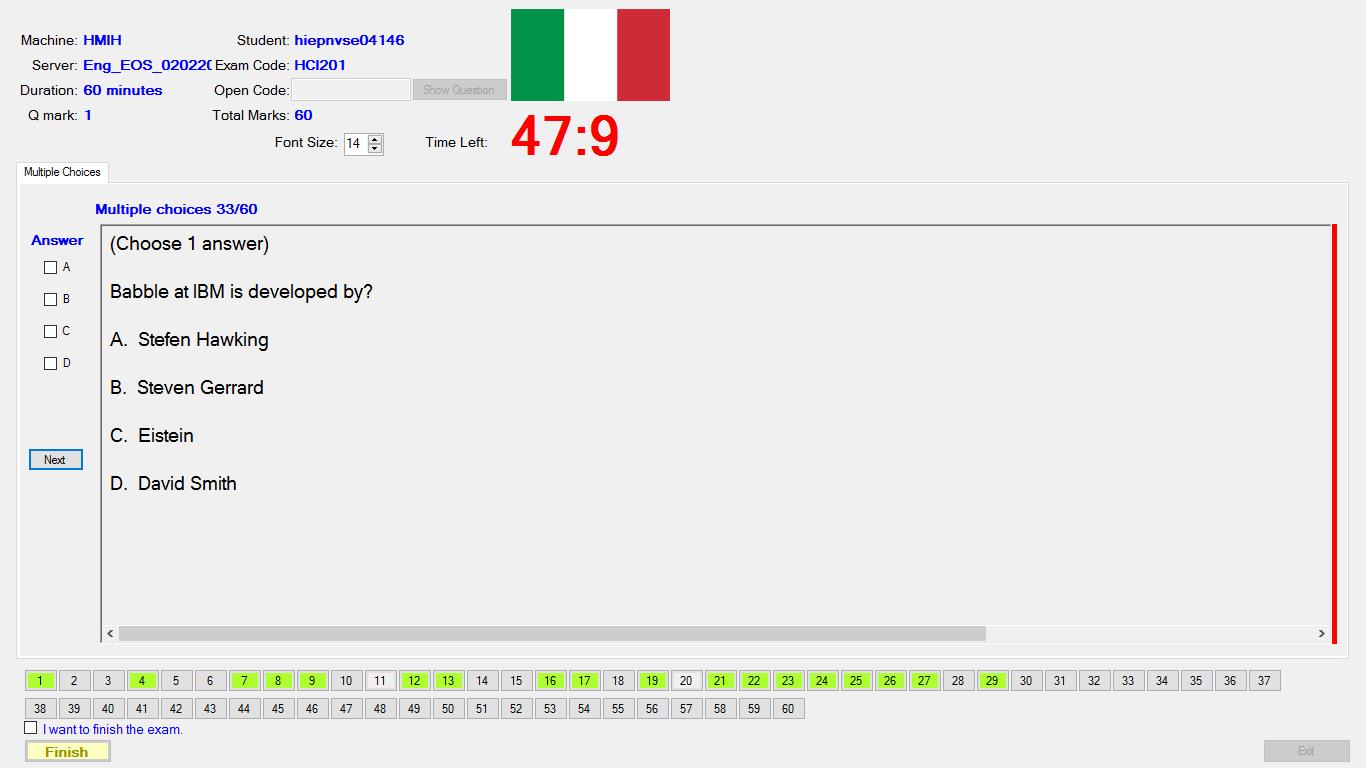 Machine: HMIH Student: hiepnvse04146
Server: Eng_EOS_020220 Exam Code: HCI201
Duration: 60 minutes Open Code: Show Question
Q mark: 1 Total Marks: 60
Font Size: 14 Time Left: 47:9
Multiple Choices
Multiple choices 33/60
Answer
(Choose 1 answer)
A
Babble at IBM is developed by?
B
C
A. Stefen Hawking
D
B. Steven Gerrard
C. Eistein
Next
D. David Smith
1 2 3 4 5 6 7 8 9 10 11 12 13 14 15 16 17 18 19 20 21 22 23 24 25 26 27 28 29 30 31 32 33 34 35 36 37
38 39 40 41 42 43 44 45 46 47 48 49 50 51 52 53 54 55 56 57 58 59 60
I want to finish the exam.
Finish Exit